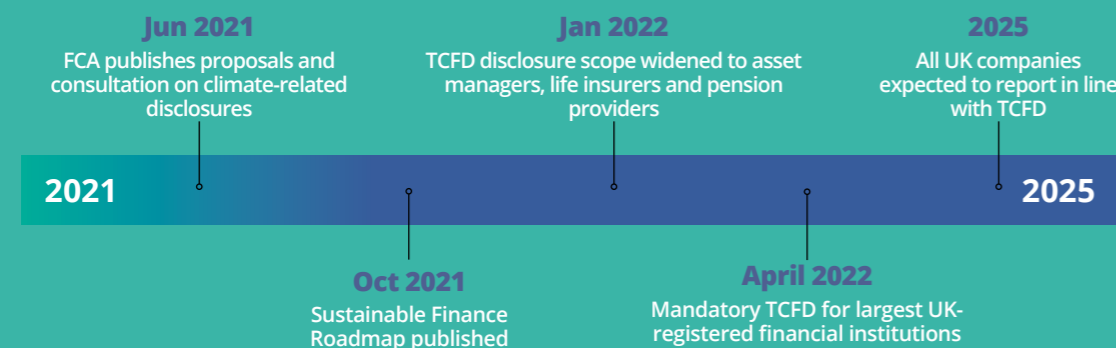 Jun 2021
FCA publishes proposals and
consultation on climate-related
disclosures
Jan 2022
TCFD disclosure scope widened to asset
managers, life insurers and pension
providers
2025
All UK companies
expected to report in line
with TCFD
2021
2025
Oct 2021
Sustainable Finance
Roadmap published
April 2022
Mandatory TCFD for largest UK-
registered financial institutions